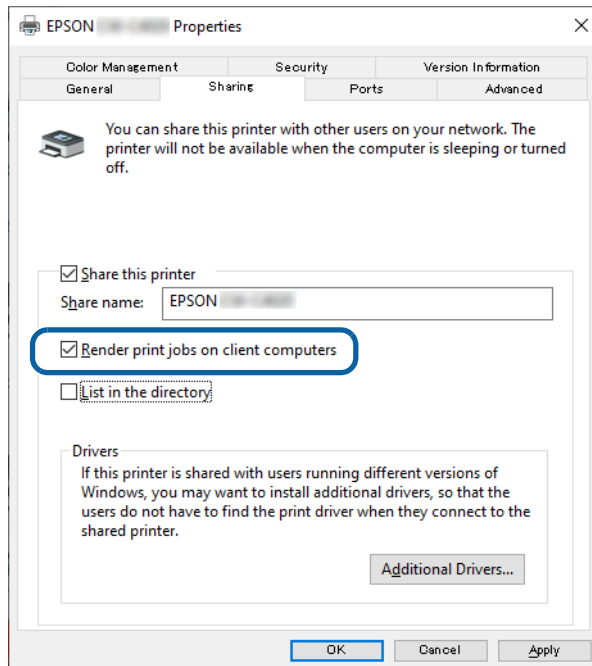 EPSON Properties
Color Management Security Version Information
General Sharing Ports Advanced
You can share this printer with other users on your network. The
printer will not be available when the computer is sleeping or turned
off.
Share this printer
Share name: EPSON
Render print jobs on client computers
List in the directory
Drivers
If this printer is shared with users running different versions of
Windows, you may want to install additional drivers, so that the
users do not have to find the print driver when they connect to the
shared printer.
Additional Drivers...
OK Cancel Apply